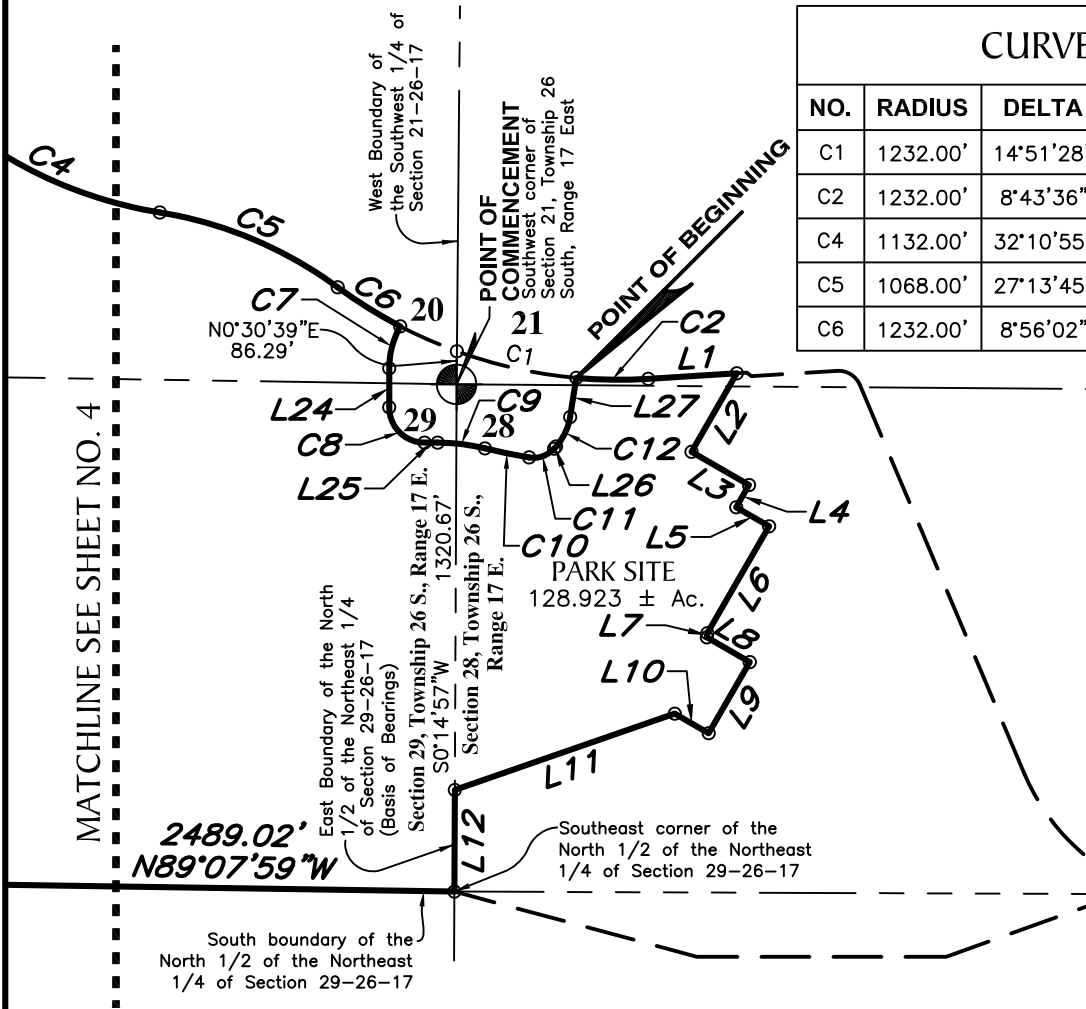 CURVE
NO. RADIUS DELTA
C1 1232.00' 14°51'28"
C2 1232.00' 8°43'36"
C4 1132.00' 32°10'55
C5 1068.00' 27°13'45
C6 1232.00' 8°56'02"
West Boundary of
the Southwest 1/4 of
Section 21-26-17
POINT OF
COMMENCEMENT
Southwest corner of
Section 21, Township 26
South, Range 17 East
POINT OF BEGINNING
C4
C5
C6
C7
20
21
N0°30'39"E
86.29'
C1
C2
L1
L24
C9
L27
L2
C8
29
28
C12
L25
L26
L3
L4
C11
L5
C10
MATCHLINE SEE SHEET NO. 4
PARK SITE
128.923 ± Ac.
L6
L7
L8
L10
L9
L11
L12
East Boundary of the North
1/2 of the Northeast 1/4
of Section 29-26-17
(Basis of Bearings)
Section 29, Township 26 S., Range 17 E.
S0°14'57"W
1320.67'
Section 28, Township 26 S.,
Range 17 E.
2489.02'
N89°07'59"W
Southeast corner of the
North 1/2 of the Northeast
1/4 of Section 29-26-17
South boundary of the
North 1/2 of the Northeast
1/4 of Section 29-26-17